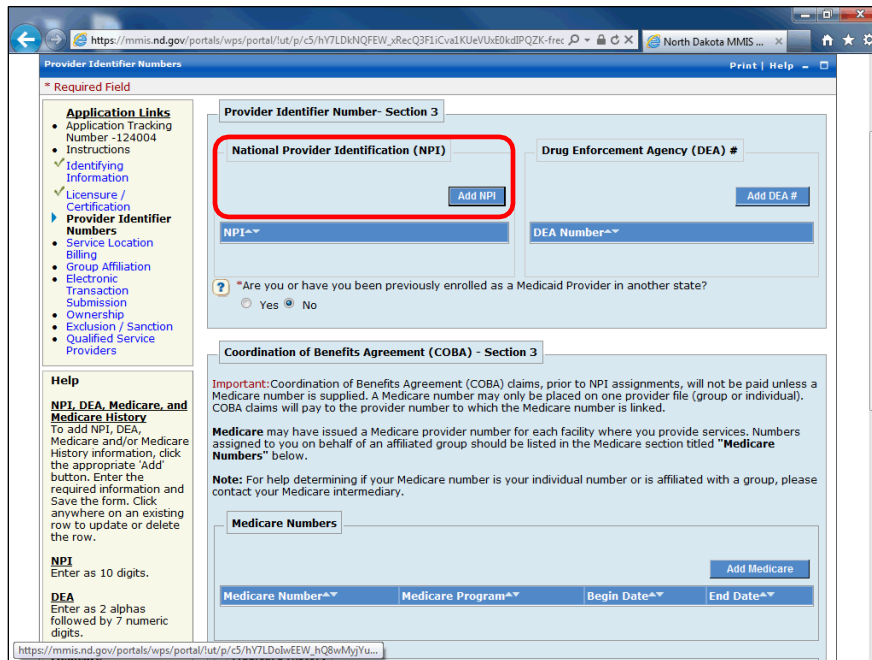 https://mmis.nd.gov/portals/wps/portal/!ut/p/c5/hY7LDkNQFEW_xRecQ3F1iCva1KUeVUxE0kdIPQZK-frec
North Dakota MMIS ...
Provider Identifier Numbers
Print | Help
* Required Field
Application Links
Application Tracking
Number -124004
Instructions
Identifying
Information
Licensure /
Certification
Provider Identifier
Numbers
Service Location
Billing
Group Affiliation
Electronic
Transaction
Submission
Ownership
Exclusion / Sanction
Qualified Service
Providers
Help
NPI, DEA, Medicare, and
Medicare History
To add NPI, DEA,
Medicare and/or Medicare
History information, click
the appropriate 'Add'
button. Enter the
required information and
Save the form. Click
anywhere on an existing
row to update or delete
the row.
NPI
Enter as 10 digits.
DEA
Enter as 2 alphas
followed by 7 numeric
digits.
Provider Identifier Number- Section 3
National Provider Identification (NPI)
Add NPI
NPI
Drug Enforcement Agency (DEA) #
Add DEA #
DEA Number
? *Are you or have you been previously enrolled as a Medicaid Provider in another state?
Yes No
Coordination of Benefits Agreement (COBA) - Section 3
Important:Coordination of Benefits Agreement (COBA) claims, prior to NPI assignments, will not be paid unless a
Medicare number is supplied. A Medicare number may only be placed on one provider file (group or individual).
COBA claims will pay to the provider number to which the Medicare number is linked.
Medicare may have issued a Medicare provider number for each facility where you provide services. Numbers
assigned to you on behalf of an affiliated group should be listed in the Medicare section titled "Medicare
Numbers" below.
Note: For help determining if your Medicare number is your individual number or is affiliated with a group, please
contact your Medicare intermediary.
Medicare Numbers
Add Medicare
Medicare Number Medicare Program Begin Date End Date
https://mmis.nd.gov/portals/wps/portal/!ut/p/c5/hY7LDoIwEEW_hQ8wMyjYu...